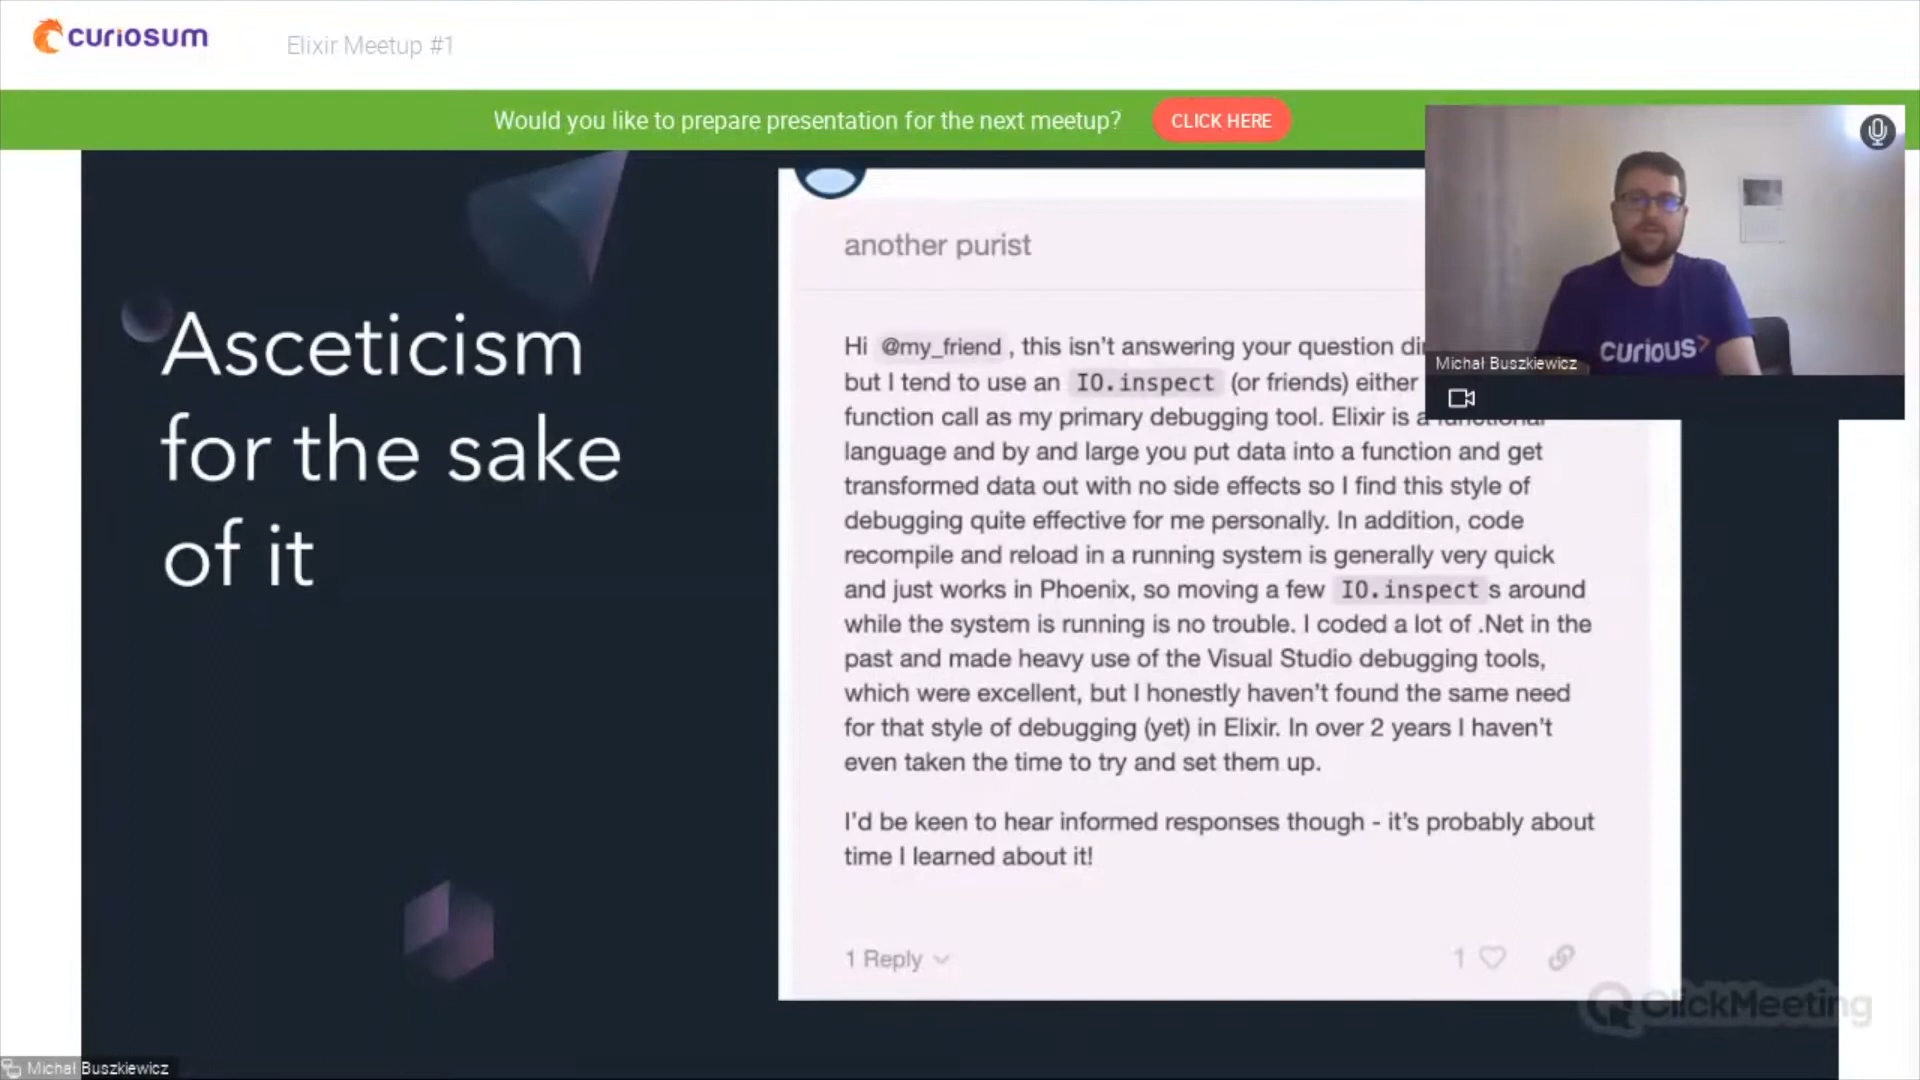 curiosum
Elixir Meetup #1
Would you like to prepare presentation for the next meetup?
CLICK HERE
Asceticism
for the sake
of it
another purist
Hi @my_friend , this isn't answering your question
but I tend to use an IO.inspect (or friends) either
function call as my primary debugging tool. Elixir is a functional
language and by and large you put data into a function and get
transformed data out with no side effects so I find this style of
debugging quite effective for me personally. In addition, code
recompile and reload in a running system is generally very quick
and just works in Phoenix, so moving a few IO.inspect s around
while the system is running is no trouble. I coded a lot of .Net in the
past and made heavy use of the Visual Studio debugging tools,
which were excellent, but I honestly haven't found the same need
for that style of debugging (yet) in Elixir. In over 2 years I haven't
even taken the time to try and set them up.
I'd be keen to hear informed responses though - it's probably about
time I learned about it!
1 Reply
1
curious>
Michał Buszkiewicz
ClickMeeting
Michał Buszkiewicz